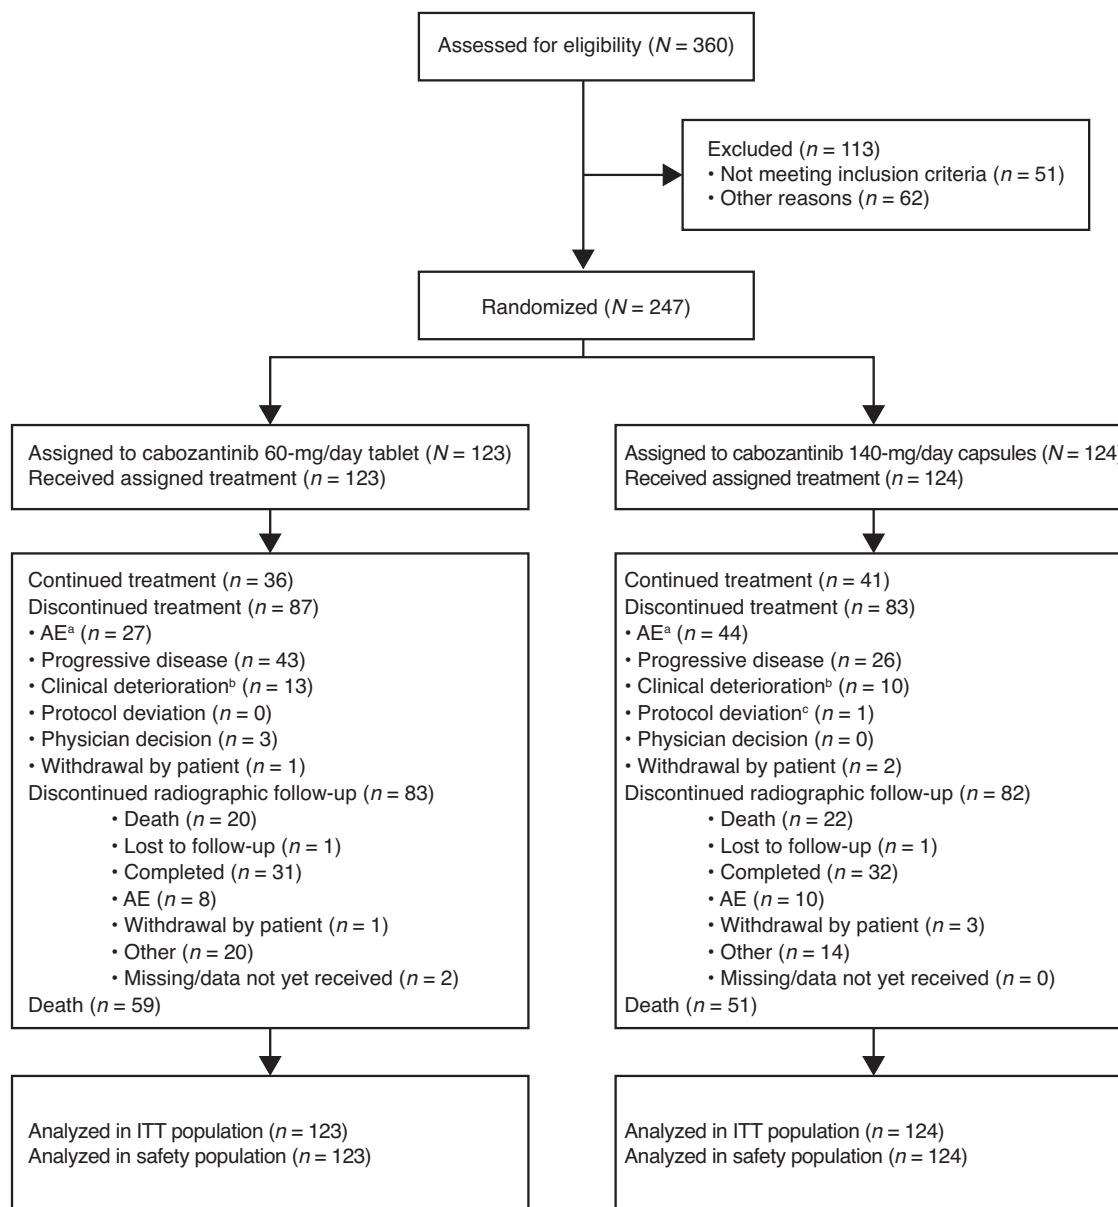 Assessed for eligibility (N = 360)
Excluded (n = 113)
• Not meeting inclusion criteria (n = 51)
• Other reasons (n = 62)
Randomized (N = 247)
Assigned to cabozantinib 60-mg/day tablet (N = 123)
Received assigned treatment (n = 123)
Continued treatment (n = 36)
Discontinued treatment (n = 87)
• AEᵃ (n = 27)
• Progressive disease (n = 43)
• Clinical deteriorationᵇ (n = 13)
• Protocol deviation (n = 0)
• Physician decision (n = 3)
• Withdrawal by patient (n = 1)
Discontinued radiographic follow-up (n = 83)
• Death (n = 20)
• Lost to follow-up (n = 1)
• Completed (n = 31)
• AE (n = 8)
• Withdrawal by patient (n = 1)
• Other (n = 20)
• Missing/data not yet received (n = 2)
Death (n = 59)
Analyzed in ITT population (n = 123)
Analyzed in safety population (n = 123)
Assigned to cabozantinib 140-mg/day capsules (N = 124)
Received assigned treatment (n = 124)
Continued treatment (n = 41)
Discontinued treatment (n = 83)
• AEᵃ (n = 44)
• Progressive disease (n = 26)
• Clinical deteriorationᵇ (n = 10)
• Protocol deviationᶜ (n = 1)
• Physician decision (n = 0)
• Withdrawal by patient (n = 2)
Discontinued radiographic follow-up (n = 82)
• Death (n = 22)
• Lost to follow-up (n = 1)
• Completed (n = 32)
• AE (n = 10)
• Withdrawal by patient (n = 3)
• Other (n = 14)
• Missing/data not yet received (n = 0)
Death (n = 51)
Analyzed in ITT population (n = 124)
Analyzed in safety population (n = 124)